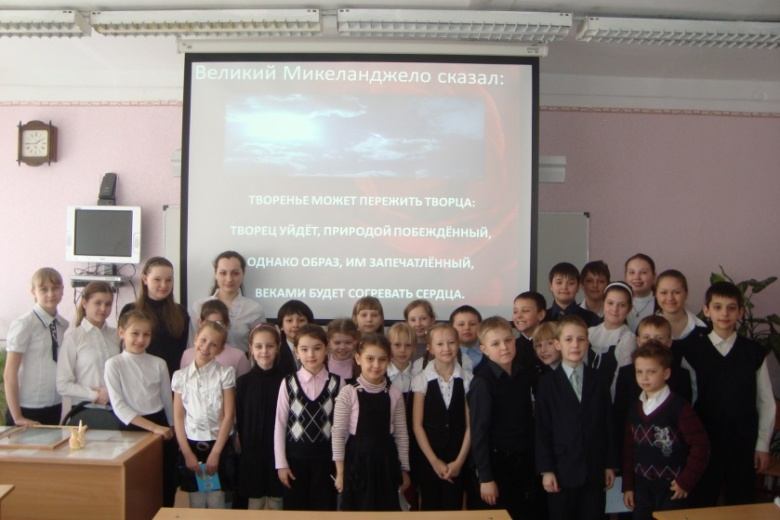 Великий Микеланджело сказал:
ТВОРЕНЬЕ МОЖЕТ ПЕРЕЖИТЬ ТВОРЦА:
ТВОРЕЦ УЙДЁТ, ПРИРОДОЙ ПОБЕЖДЁННЫЙ,
ОДНАКО ОБРАЗ, ИМ ЗАПЕЧАТЛЁННЫЙ,
ВЕКАМИ БУДЕТ СОГРЕВАТЬ СЕРДЦА.